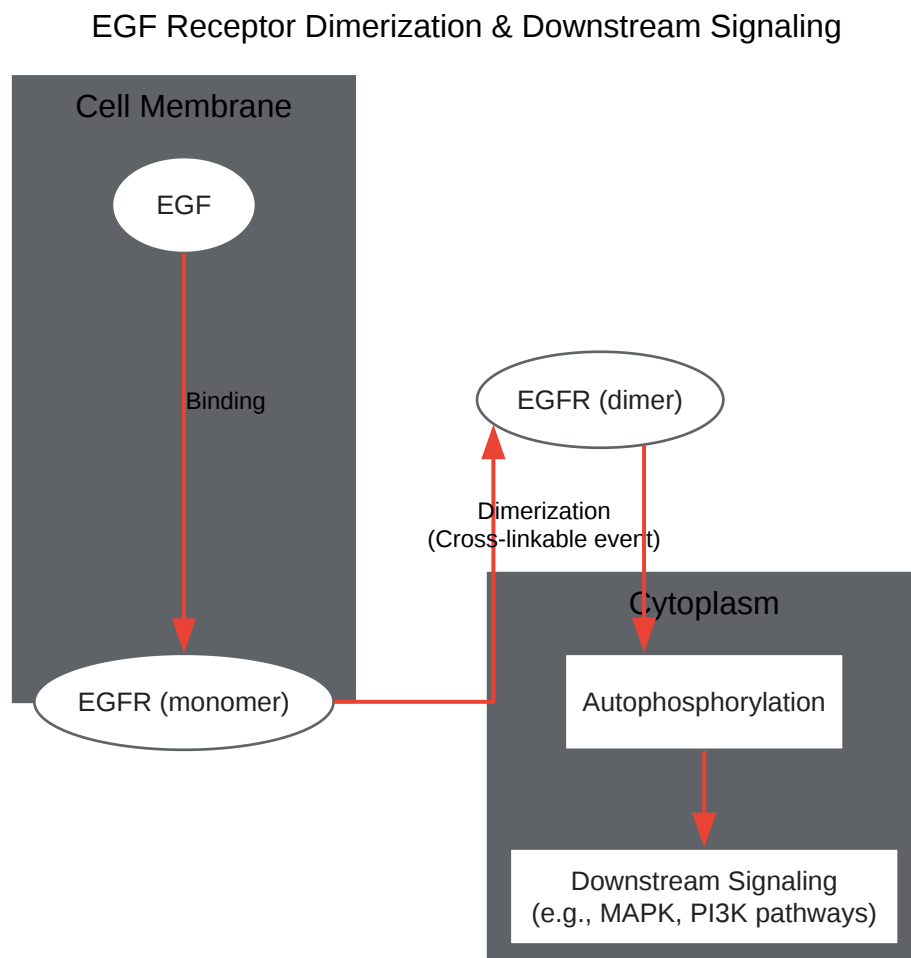 EGF Receptor Dimerization & Downstream Signaling
Cell Membrane
EGF
Binding
EGFR (monomer)
EGFR (dimer)
Dimerization
(Cross-linkable event)
Cytoplasm
Autophosphorylation
Downstream Signaling
(e.g., MAPK, PI3K pathways)